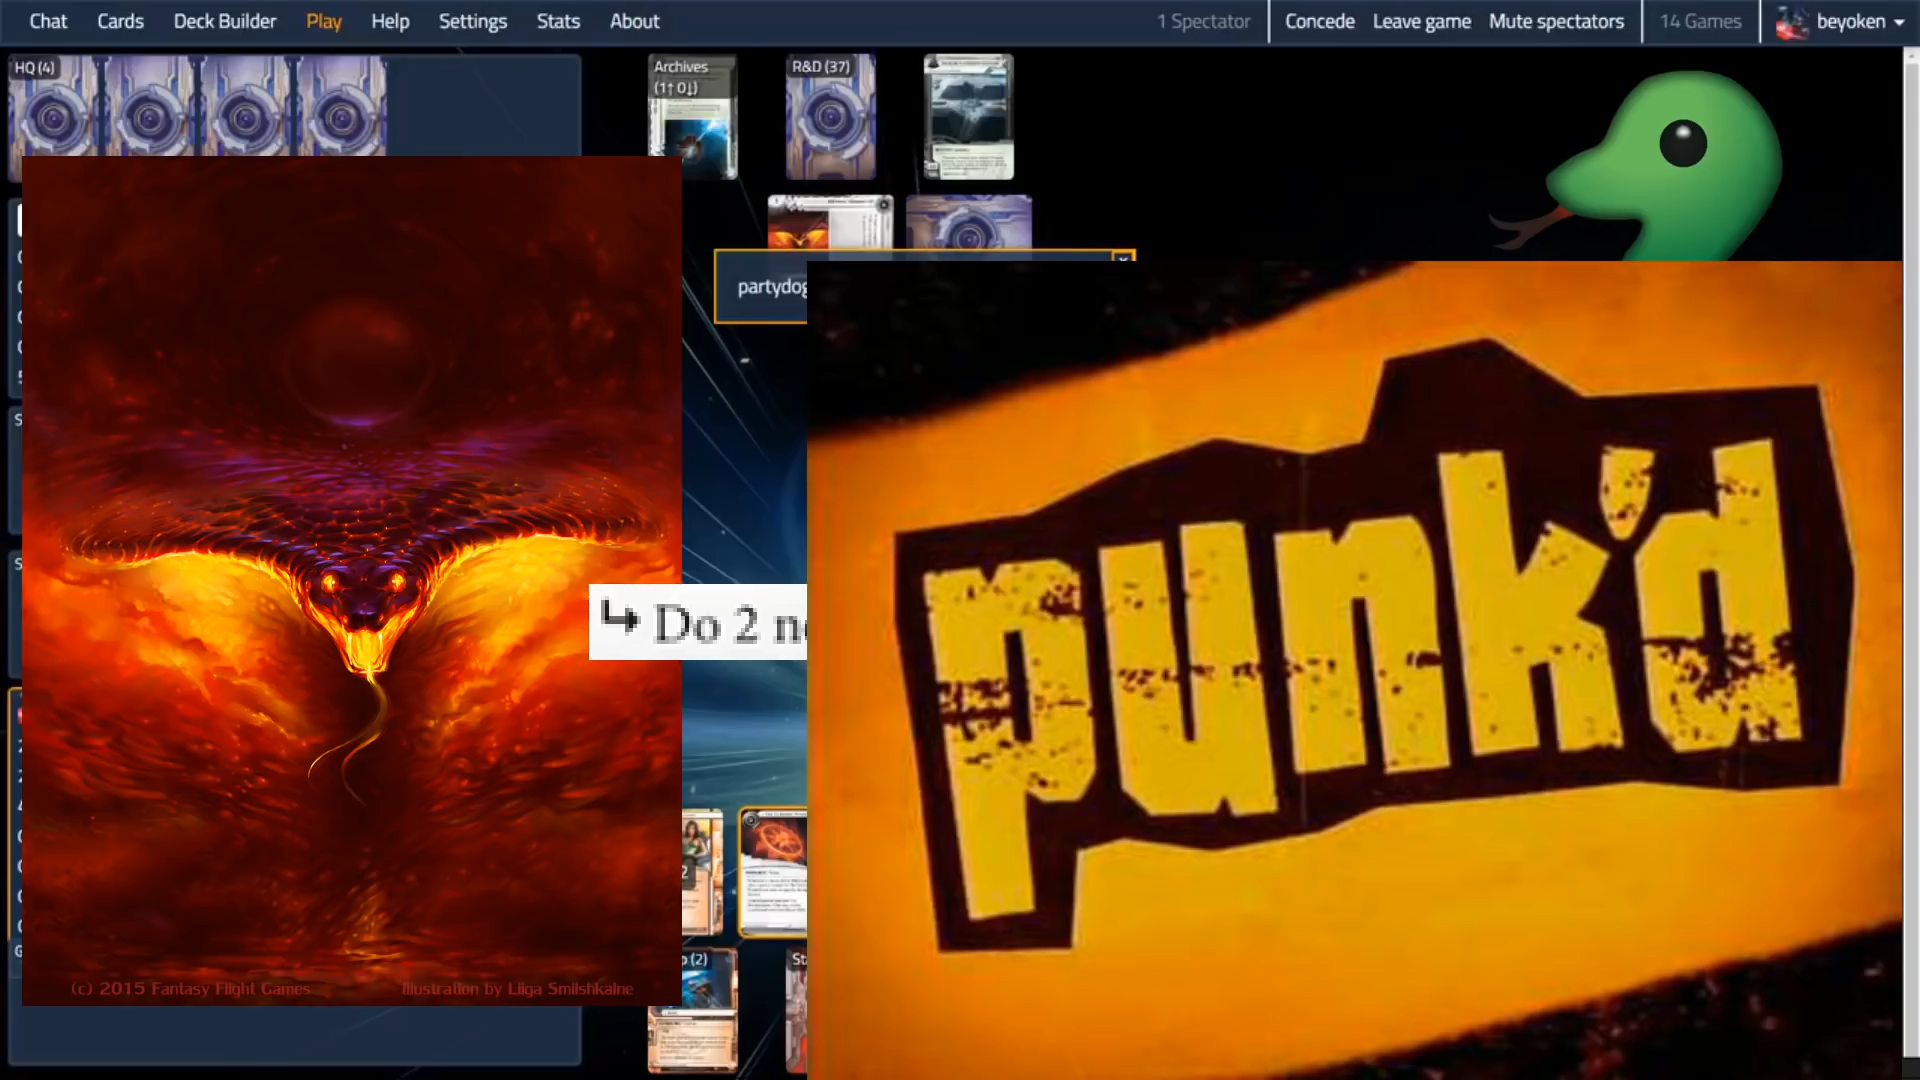 Chat Cards Deck Builder Play Help Settings Stats About 1 Spectator Concede Leave game Mute spectators 14 Games beyoken
HQ (4)
Archives
(1↑ 0↓)
R&D (37)
partydog
↳ Do 2 ne
punk'd
2
(2)
(c) 2015 Fantasy Flight Games
Illustration by Liiga Smilshkalne